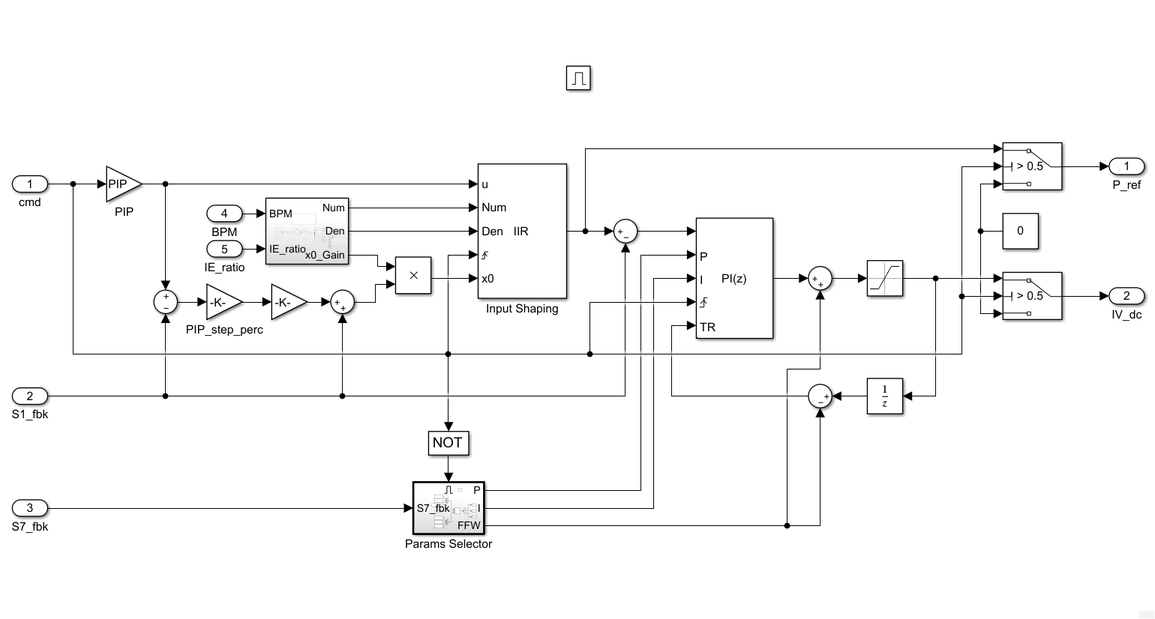 1
cmd
PIP
PIP
4
BPM
5
IE_ratio
BPM
IE_ratio
Num
Den
x0_Gain
×
u
Num
Den
x0
IIR
Input Shaping
+
−
-K-
PIP_step_perc
-K-
+
+
+
−
P
I
TR
PI(z)
+
+
> 0.5
1
P_ref
0
> 0.5
2
IV_dc
2
S1_fbk
−
+
1
z
NOT
3
S7_fbk
S7_fbk
P
I
FFW
Params Selector